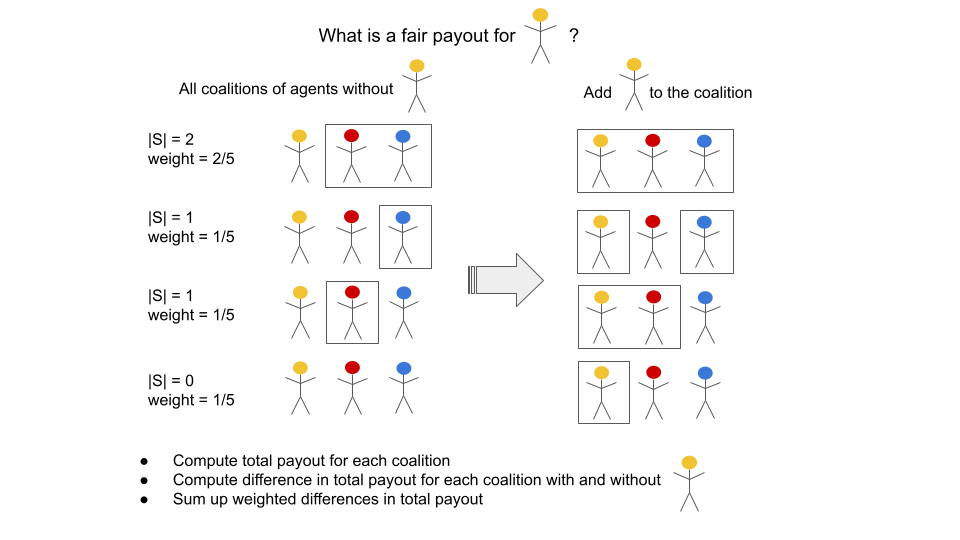 What is a fair payout for ?
All coalitions of agents without
Add to the coalition
|S| = 2
weight = 2/5
|S| = 1
weight = 1/5
|S| = 1
weight = 1/5
|S| = 0
weight = 1/5
● Compute total payout for each coalition
● Compute difference in total payout for each coalition with and without
● Sum up weighted differences in total payout